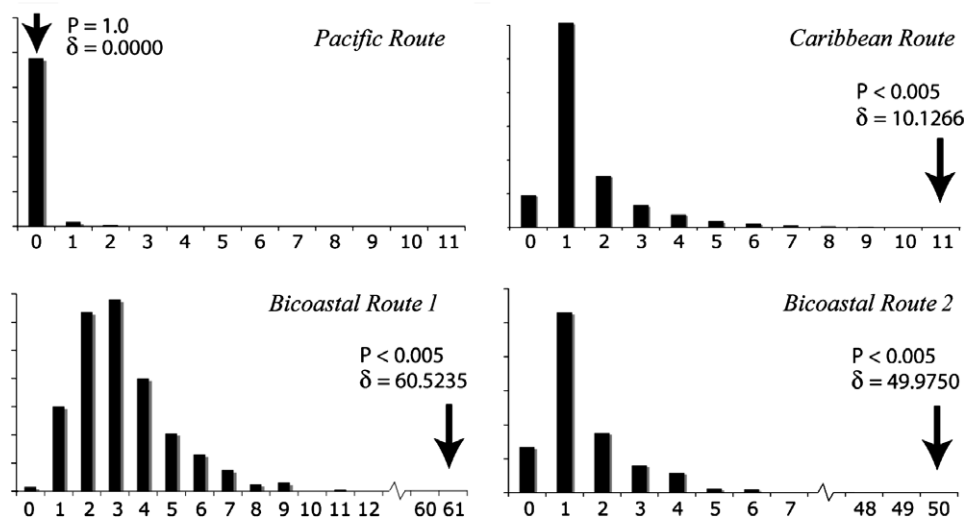 P = 1.0
δ = 0.0000
Pacific Route
0 1 2 3 4 5 6 7 8 9 10 11
Caribbean Route
P < 0.005
δ = 10.1266
0 1 2 3 4 5 6 7 8 9 10 11
Bicoastal Route 1
P < 0.005
δ = 60.5235
0 1 2 3 4 5 6 7 8 9 10 11 12 60 61
Bicoastal Route 2
P < 0.005
δ = 49.9750
0 1 2 3 4 5 6 7 48 49 50